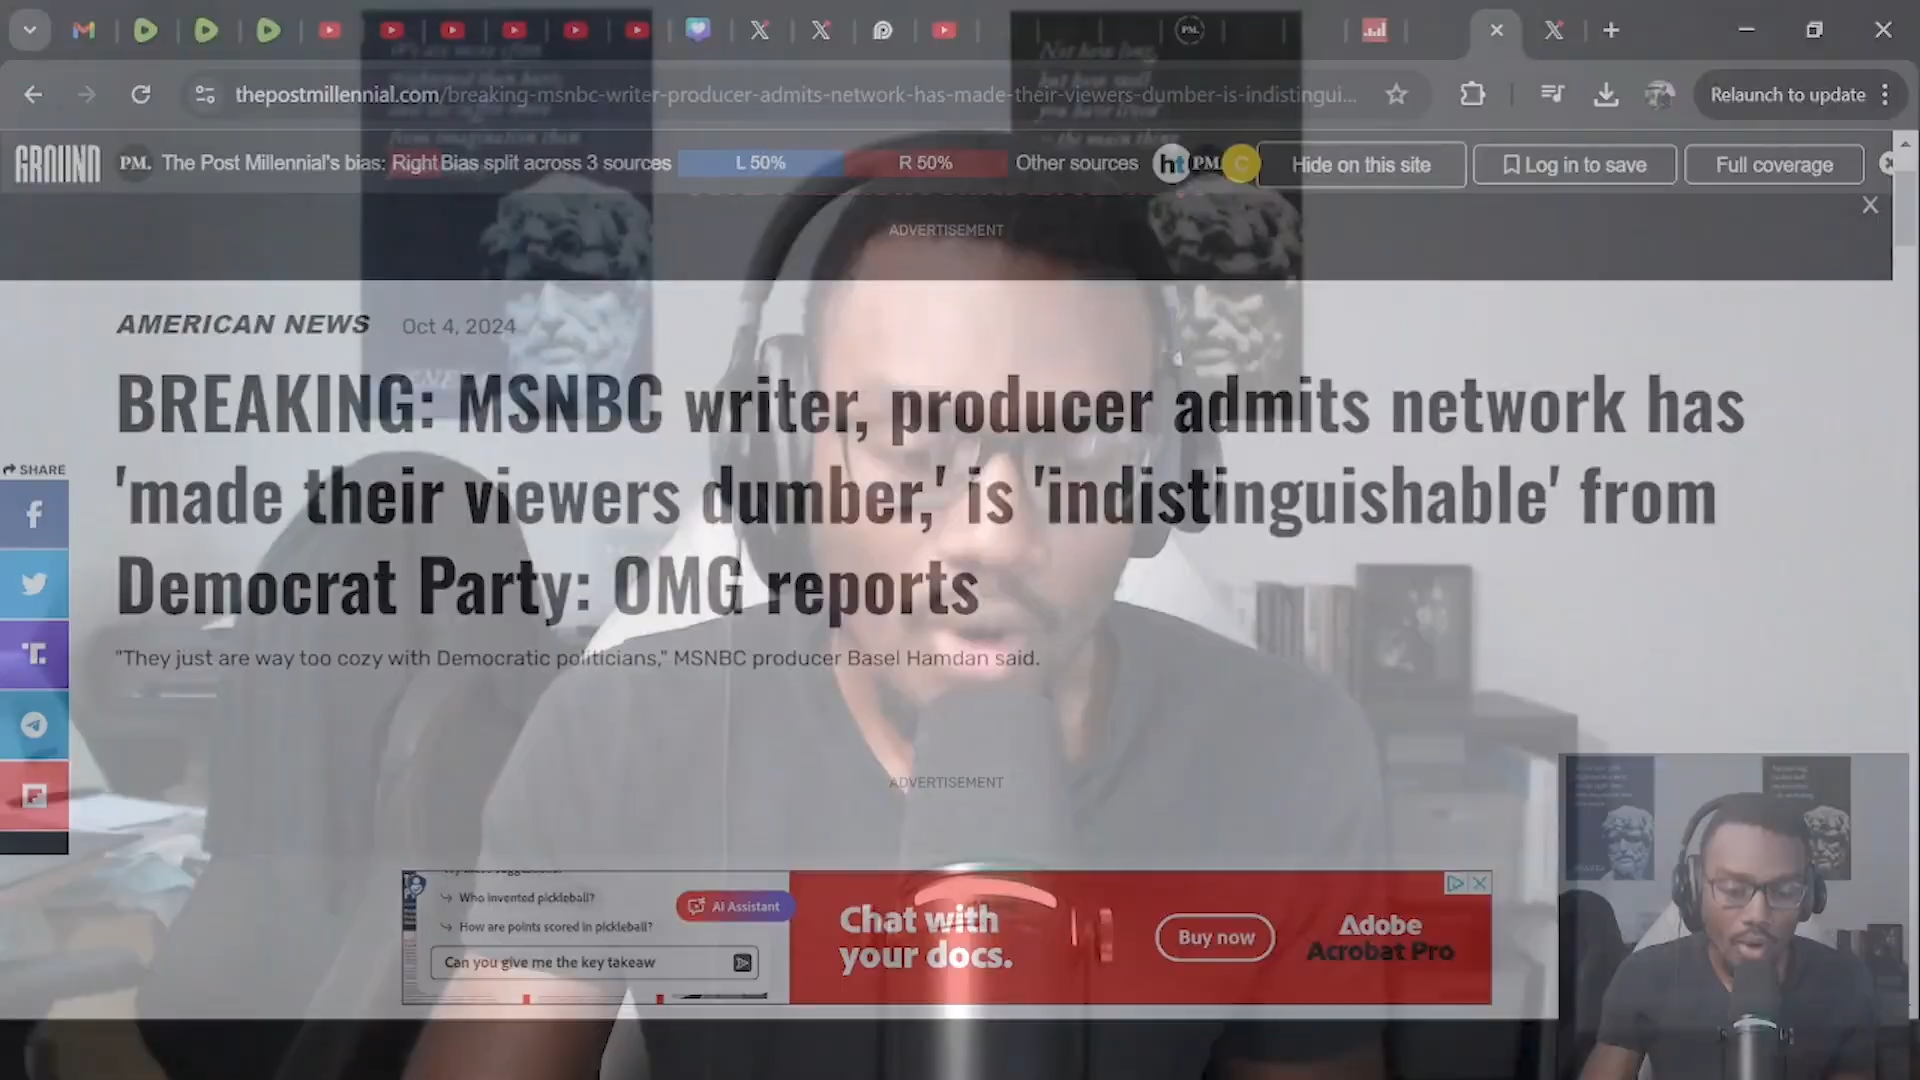 thepostmillennial.com/breaking-msnbc-writer-producer-admits-network-has-made-their-viewers-dumber-is-indistingui...
Relaunch to update
GROUND
PM. The Post Millennial's bias: Right Bias split across 3 sources
L 50%
R 50%
Other sources
ht PM C
Hide on this site
Log in to save
Full coverage
ADVERTISEMENT
AMERICAN NEWS Oct 4, 2024
BREAKING: MSNBC writer, producer admits network has
'made their viewers dumber,' is 'indistinguishable' from
Democrat Party: OMG reports
"They just are way too cozy with Democratic politicians," MSNBC producer Basel Hamdan said.
SHARE
ADVERTISEMENT
Who invented pickleball?
How are points scored in pickleball?
Can you give me the key takeaw
AI Assistant
Chat with
your docs.
Buy now
Adobe
Acrobat Pro